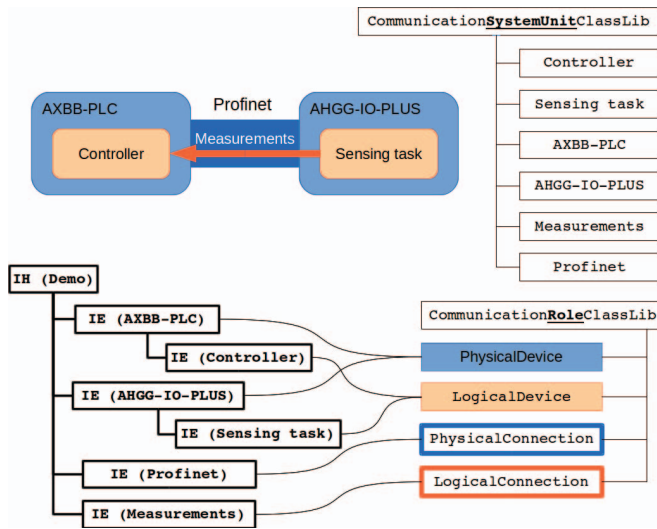 CommunicationSystemUnitClassLib
Controller
Sensing task
AXBB-PLC
AHGG-IO-PLUS
Measurements
Profinet
AXBB-PLC
Profinet
AHGG-IO-PLUS
Measurements
Controller
Sensing task
IH (Demo)
IE (AXBB-PLC)
IE (Controller)
IE (AHGG-IO-PLUS)
IE (Sensing task)
IE (Profinet)
IE (Measurements)
CommunicationRoleClassLib
PhysicalDevice
LogicalDevice
PhysicalConnection
LogicalConnection